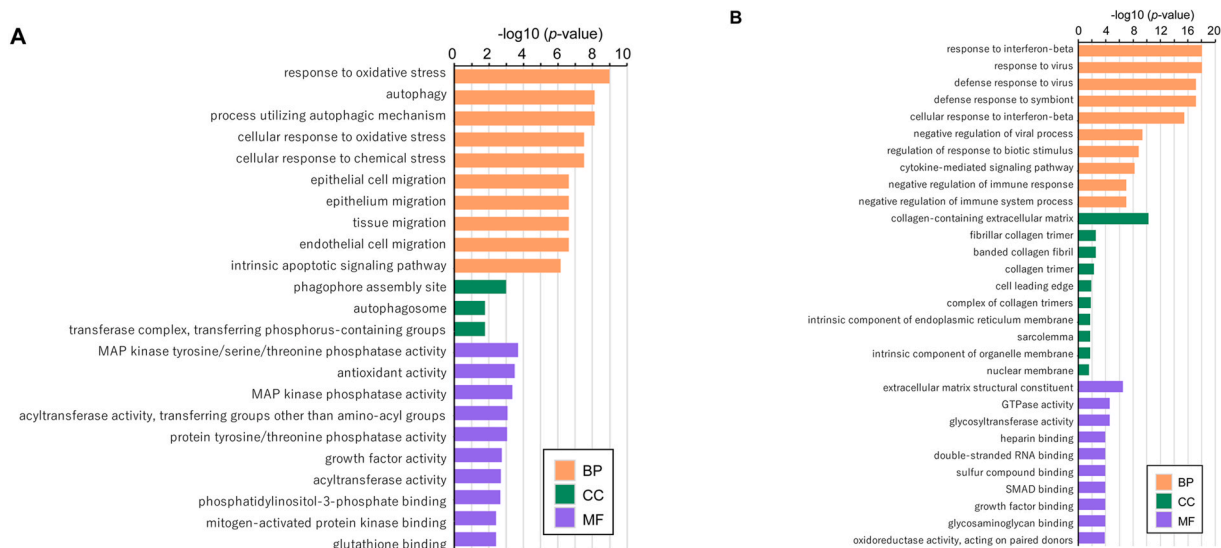 A
-log10 (p-value)
0 2 4 6 8 10
response to oxidative stress
autophagy
process utilizing autophagic mechanism
cellular response to oxidative stress
cellular response to chemical stress
epithelial cell migration
epithelium migration
tissue migration
endothelial cell migration
intrinsic apoptotic signaling pathway
phagophore assembly site
autophagosome
transferase complex, transferring phosphorus-containing groups
MAP kinase tyrosine/serine/threonine phosphatase activity
antioxidant activity
MAP kinase phosphatase activity
acyltransferase activity, transferring groups other than amino-acyl groups
protein tyrosine/threonine phosphatase activity
growth factor activity
acyltransferase activity
phosphatidylinositol-3-phosphate binding
mitogen-activated protein kinase binding
glutathione binding
BP
CC
MF
B
-log10 (p-value)
0 4 8 12 16 20
response to interferon-beta
response to virus
defense response to virus
defense response to symbiont
cellular response to interferon-beta
negative regulation of viral process
regulation of response to biotic stimulus
cytokine-mediated signaling pathway
negative regulation of immune response
negative regulation of immune system process
collagen-containing extracellular matrix
fibrillar collagen trimer
banded collagen fibril
collagen trimer
cell leading edge
complex of collagen trimers
intrinsic component of endoplasmic reticulum membrane
sarcolemma
intrinsic component of organelle membrane
nuclear membrane
extracellular matrix structural constituent
GTPase activity
glycosyltransferase activity
heparin binding
double-stranded RNA binding
sulfur compound binding
SMAD binding
growth factor binding
glycosaminoglycan binding
oxidoreductase activity, acting on paired donors
BP
CC
MF